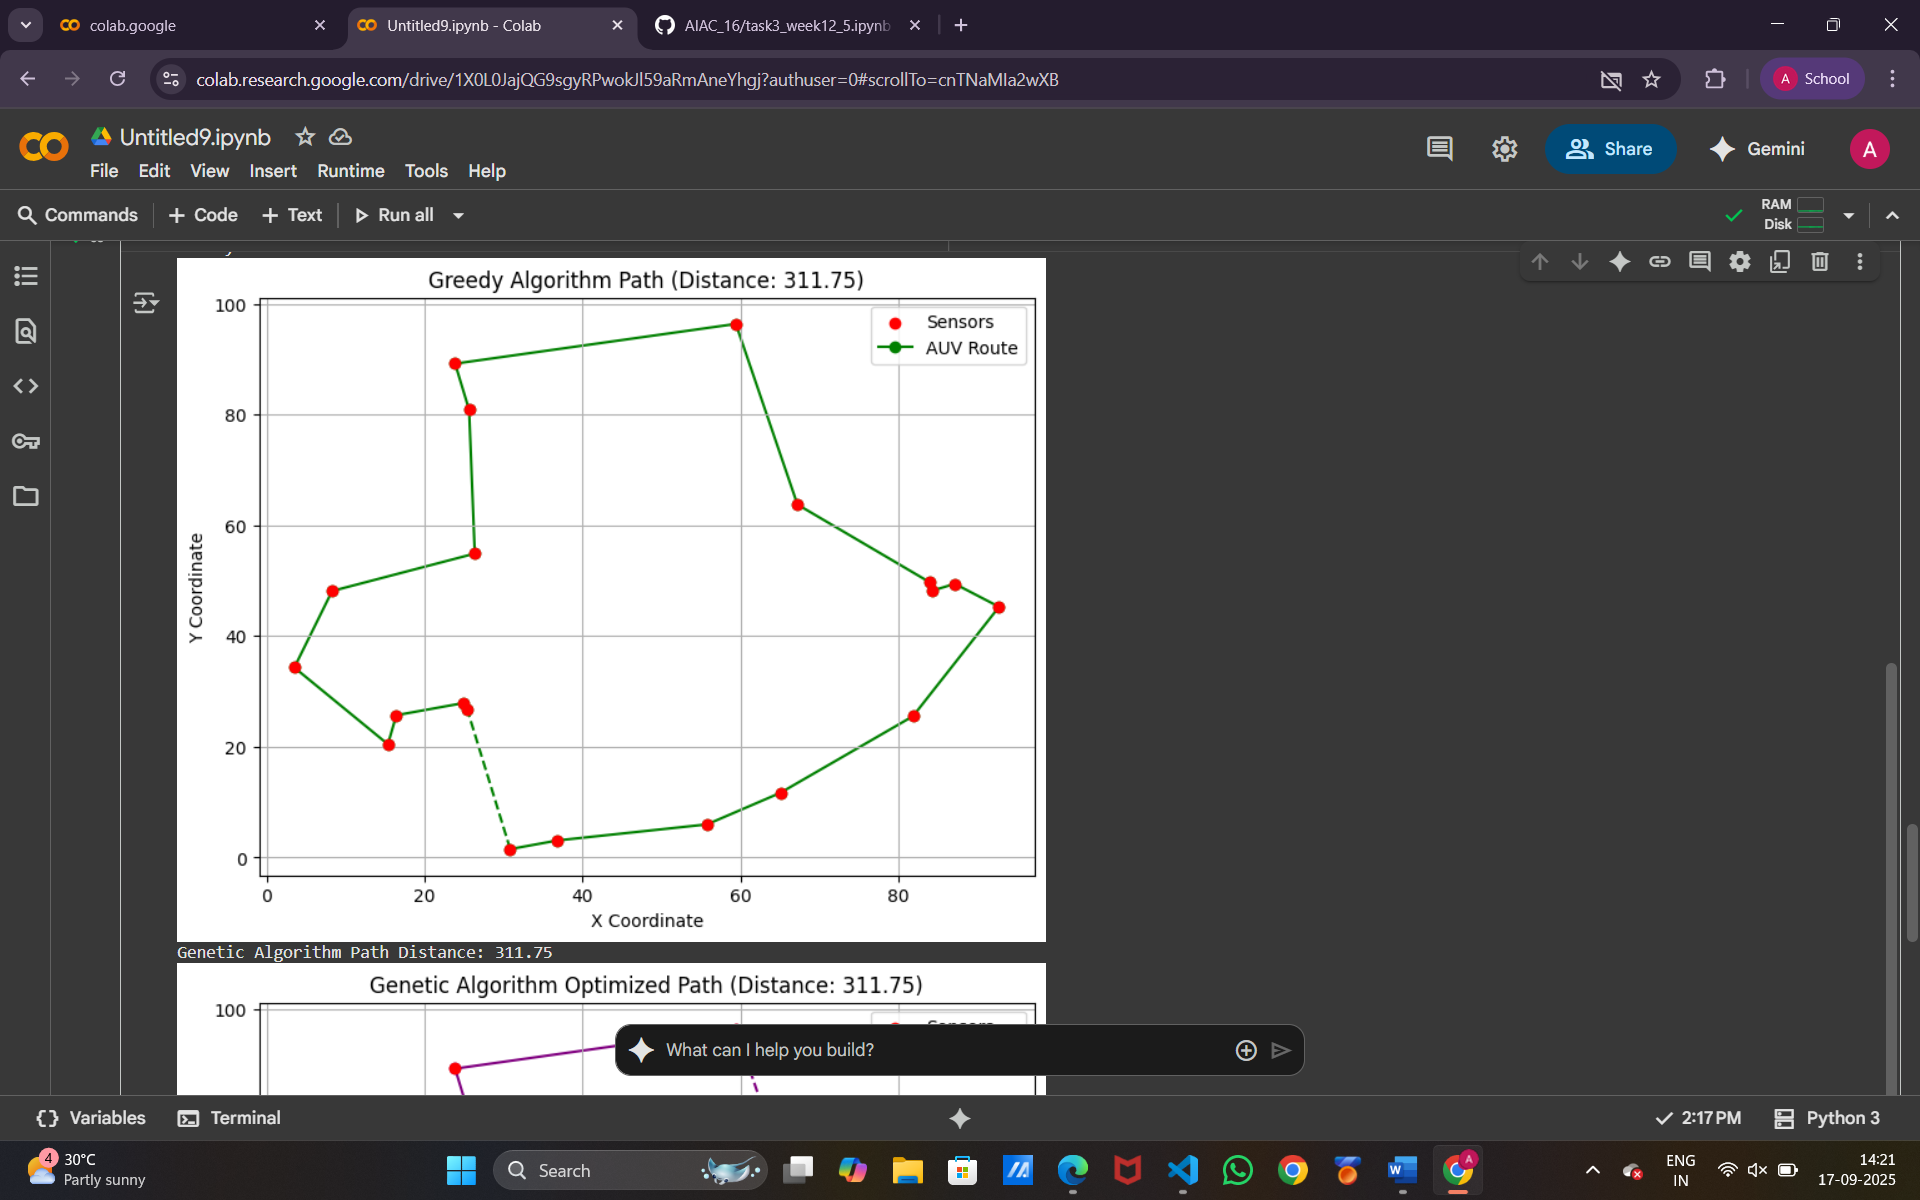 colab.google
Untitled9.ipynb - Colab
AIAC_16/task3_week12_5.ipynb
colab.research.google.com/drive/1X0L0JajQG9sgyRPwokJl59aRmAneYhgj?authuser=0#scrollTo=cnTNaMIa2wXB
A School
Untitled9.ipynb
File Edit View Insert Runtime Tools Help
Share
Gemini
A
Commands + Code + Text Run all
RAM
Disk
Greedy Algorithm Path (Distance: 311.75)
Sensors
AUV Route
100
80
60
40
20
0
Y Coordinate
0 20 40 60 80
X Coordinate
Genetic Algorithm Path Distance: 311.75
Genetic Algorithm Optimized Path (Distance: 311.75)
100
What can I help you build?
Variables Terminal
2:17 PM Python 3
4
30°C
Partly sunny
Search
W
A
ENG
IN
14:21
17-09-2025